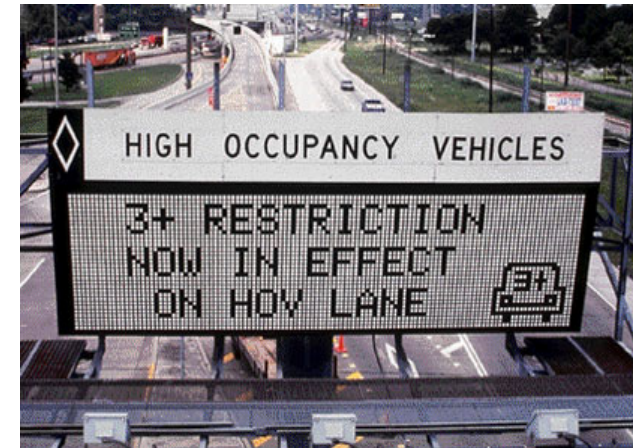 HIGH OCCUPANCY VEHICLES
3+ RESTRICTION
NOW IN EFFECT
ON HOV LANE
3+